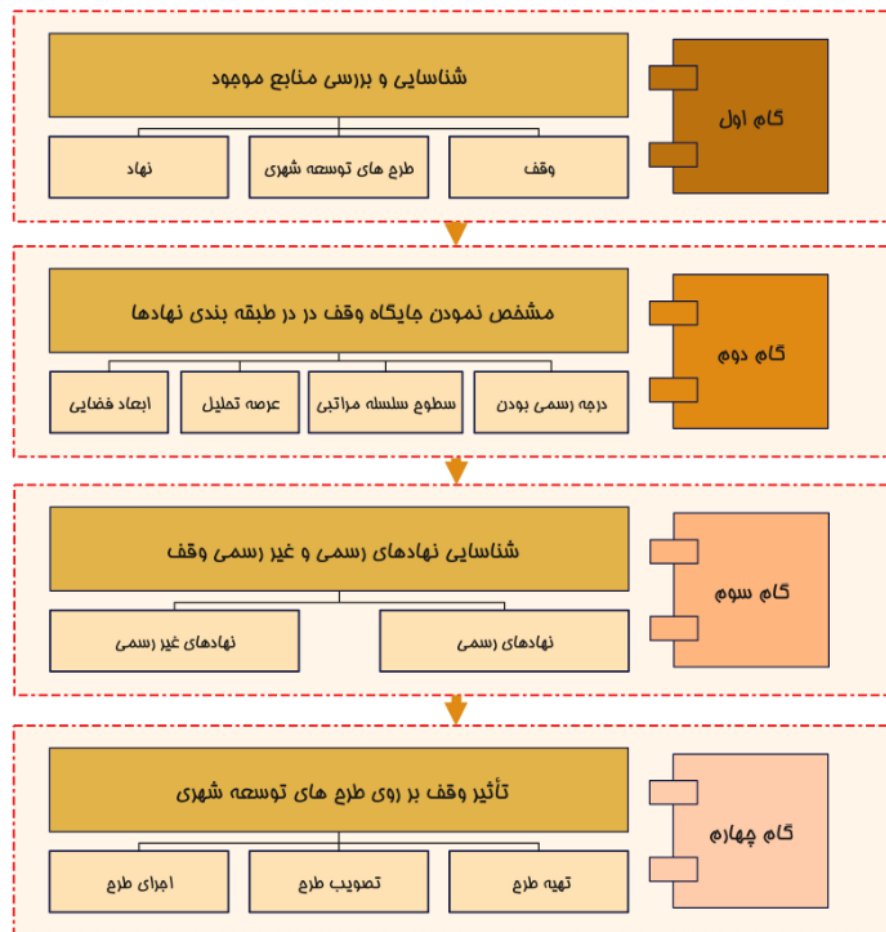 گام اول
شناسایی و بررسی منابع موجود
وقف
طرح های توسعه شهری
نهاد
گام دوم
مشخص نمودن جایگاه وقف در در طبقه بندی نهادها
درجه رسمی بودن
سطوح سلسله مراتبی
عرصه تحلیل
ابعاد فضایی
گام سوم
شناسایی نهادهای رسمی و غیر رسمی وقف
نهادهای رسمی
نهادهای غیر رسمی
گام چهارم
تأثیر وقف بر روی طرح های توسعه شهری
تهیه طرح
تصویب طرح
اجرای طرح